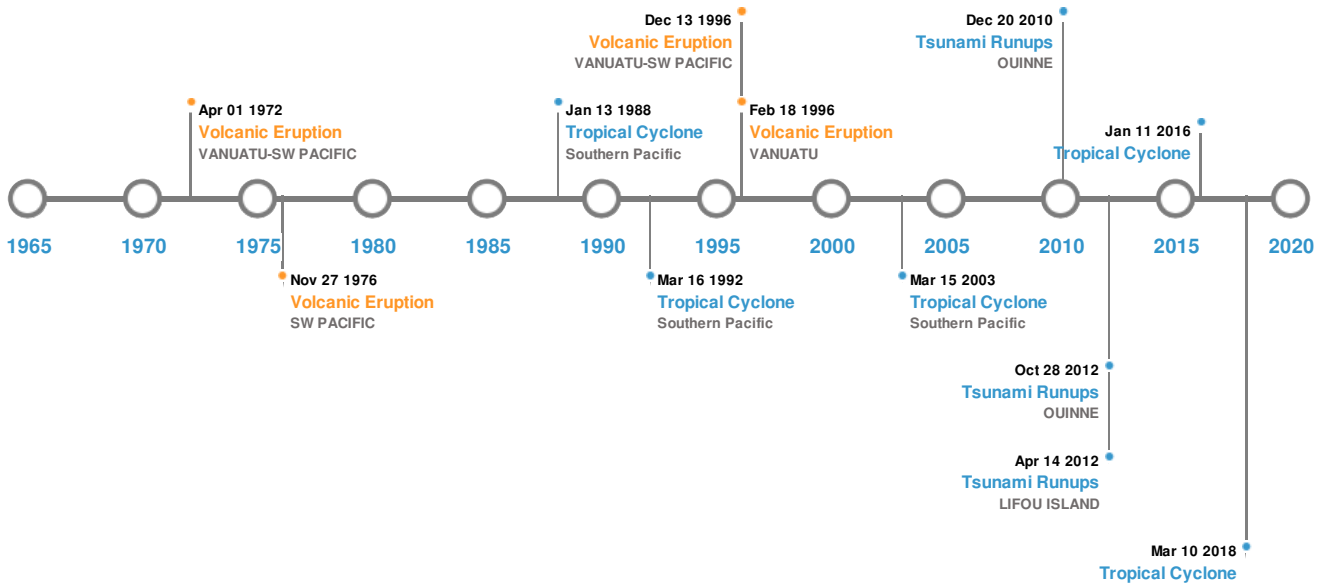 Dec 13 1996
Volcanic Eruption
VANUATU-SW PACIFIC
Dec 20 2010
Tsunami Runups
OUINNE
Apr 01 1972
Volcanic Eruption
VANUATU-SW PACIFIC
Jan 13 1988
Tropical Cyclone
Southern Pacific
Feb 18 1996
Volcanic Eruption
VANUATU
Jan 11 2016
Tropical Cyclone
1965 1970 1975 1980 1985 1990 1995 2000 2005 2010 2015 2020
Nov 27 1976
Volcanic Eruption
SW PACIFIC
Mar 16 1992
Tropical Cyclone
Southern Pacific
Mar 15 2003
Tropical Cyclone
Southern Pacific
Oct 28 2012
Tsunami Runups
OUINNE
Apr 14 2012
Tsunami Runups
LIFOU ISLAND
Mar 10 2018
Tropical Cyclone